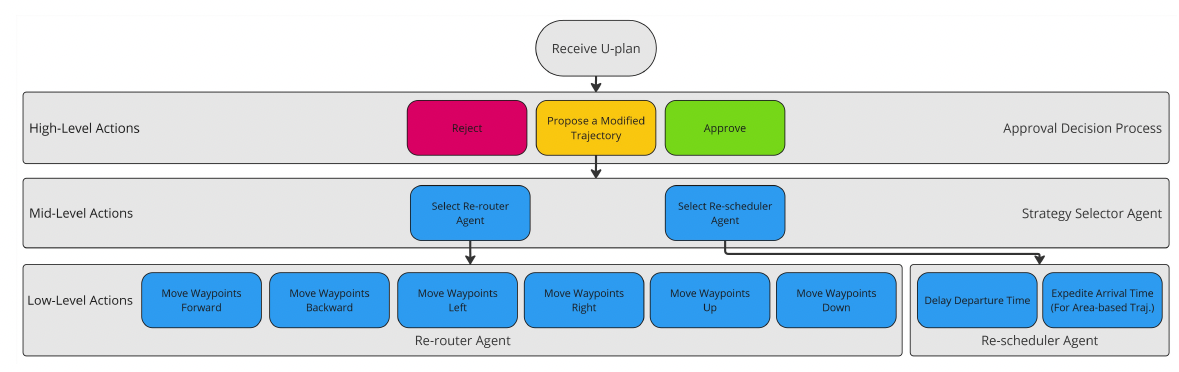 Receive U-plan
High-Level Actions
Reject
Propose a Modified
Trajectory
Approve
Approval Decision Process
Mid-Level Actions
Select Re-router
Agent
Select Re-scheduler
Agent
Strategy Selector Agent
Low-Level Actions
Move Waypoints
Forward
Move Waypoints
Backward
Move Waypoints
Left
Move Waypoints
Right
Move Waypoints
Up
Move Waypoints
Down
Re-router Agent
Delay Departure Time
Expedite Arrival Time
(For Area-based Traj.)
Re-scheduler Agent